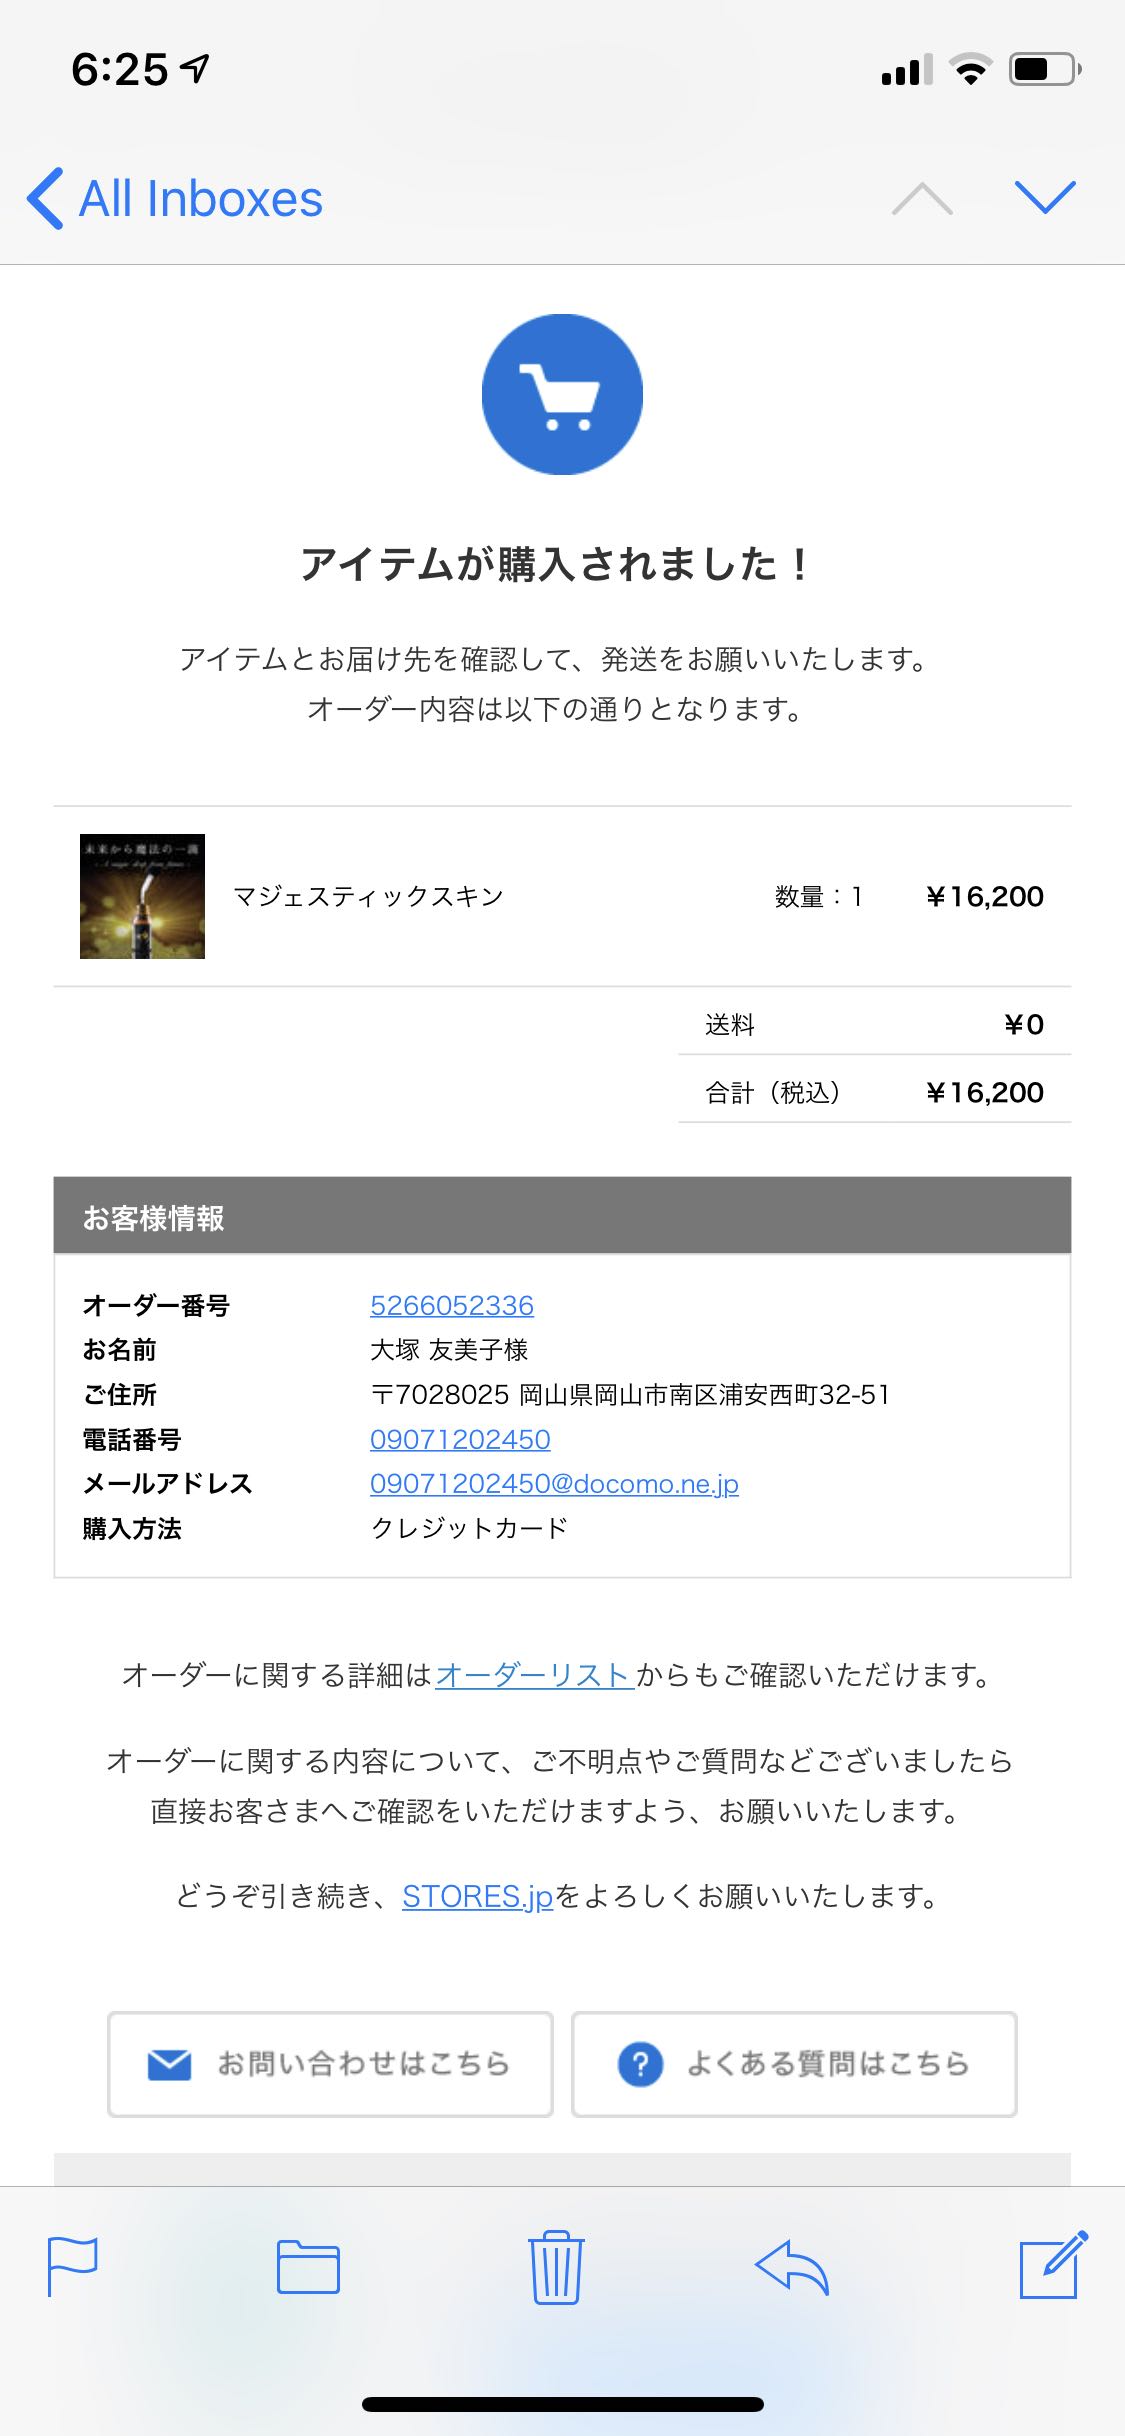 6:25
All Inboxes
アイテムが購入されました！
アイテムとお届け先を確認して、発送をお願いいたします。
オーダー内容は以下の通りとなります。
未来から魔法の一滴
マジェスティックスキン 数量：1 ¥16,200
送料 ¥0
合計（税込） ¥16,200
お客様情報
オーダー番号 5266052336
お名前 大塚 友美子様
ご住所 〒7028025 岡山県岡山市南区浦安西町32-51
電話番号 09071202450
メールアドレス 09071202450@docomo.ne.jp
購入方法 クレジットカード
オーダーに関する詳細はオーダーリストからもご確認いただけます。
オーダーに関する内容について、ご不明点やご質問などございましたら
直接お客さまへご確認をいただけますよう、お願いいたします。
どうぞ引き続き、STORES.jpをよろしくお願いいたします。
お問い合わせはこちら
よくある質問はこちら